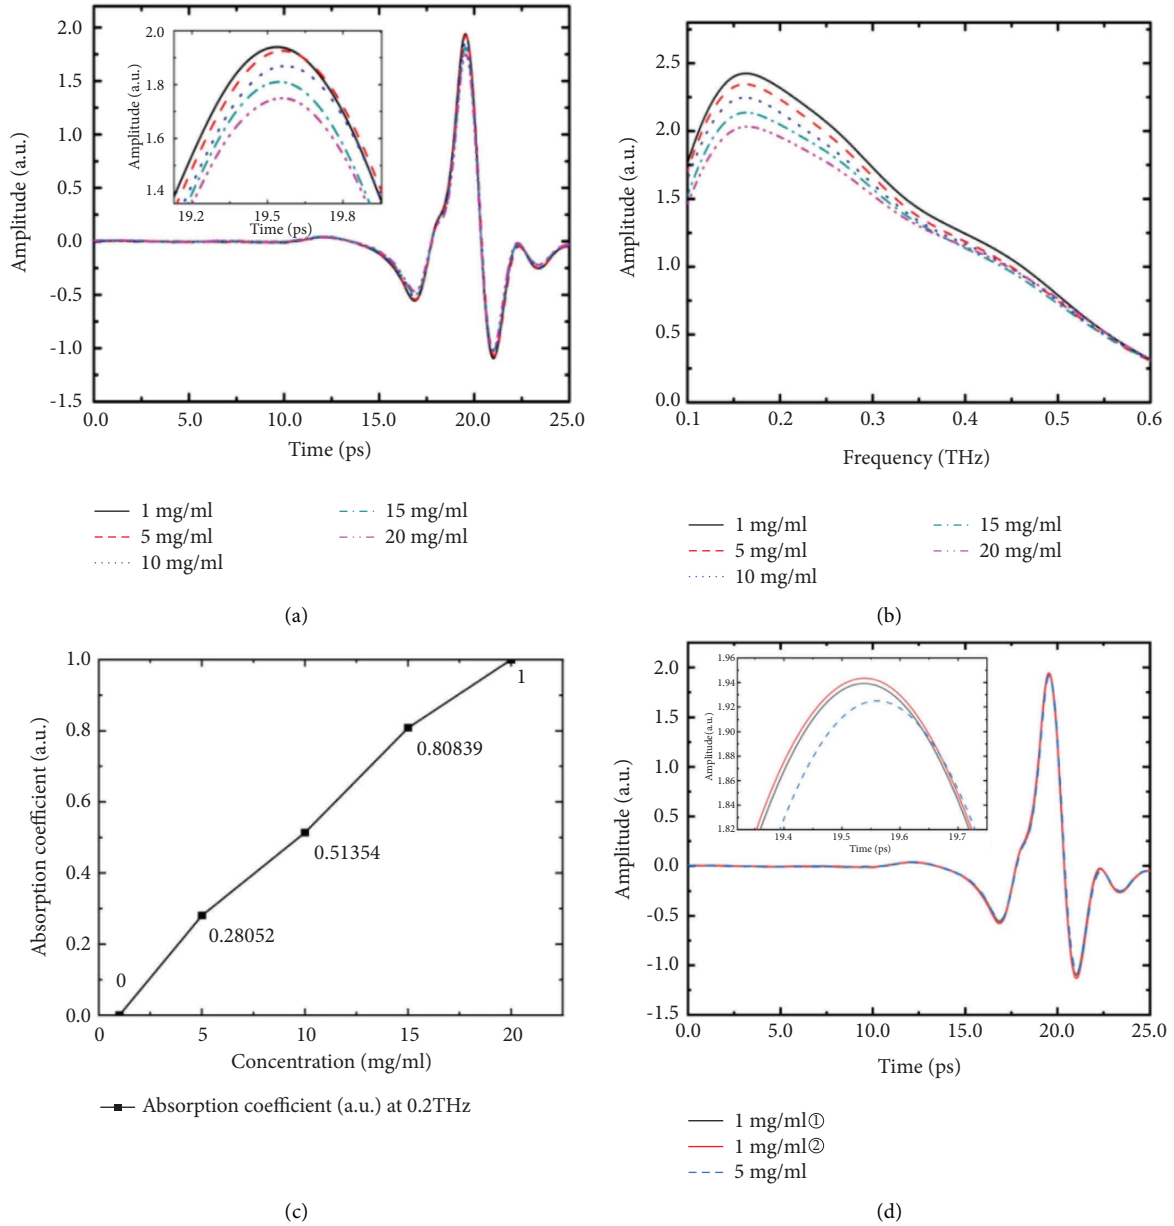 2.0
1.5
1.0
0.5
0.0
-0.5
-1.0
-1.5
Amplitude (a.u.)
0.0 5.0 10.0 15.0 20.0 25.0
Time (ps)
2.0
1.8
1.6
1.4
Amplitude (a.u.)
19.2 19.5 19.8
Time (ps)
1 mg/ml
5 mg/ml
10 mg/ml
15 mg/ml
20 mg/ml
(a)
2.5
2.0
1.5
1.0
0.5
0.0
Amplitude (a.u.)
0.1 0.2 0.3 0.4 0.5 0.6
Frequency (THz)
1 mg/ml
5 mg/ml
10 mg/ml
15 mg/ml
20 mg/ml
(b)
1.0
0.8
0.6
0.4
0.2
0.0
Absorption coefficient (a.u.)
0
0.28052
0.51354
0.80839
1
0 5 10 15 20
Concentration (mg/ml)
Absorption coefficient (a.u.) at 0.2THz
(c)
2.0
1.5
1.0
0.5
0.0
-0.5
-1.0
-1.5
Amplitude (a.u.)
0.0 5.0 10.0 15.0 20.0 25.0
Time (ps)
1.96
1.94
1.92
1.90
1.88
1.86
1.84
1.82
Amplitude(a.u.)
19.4 19.5 19.6 19.7
Time (ps)
1 mg/ml①
1 mg/ml②
5 mg/ml
(d)